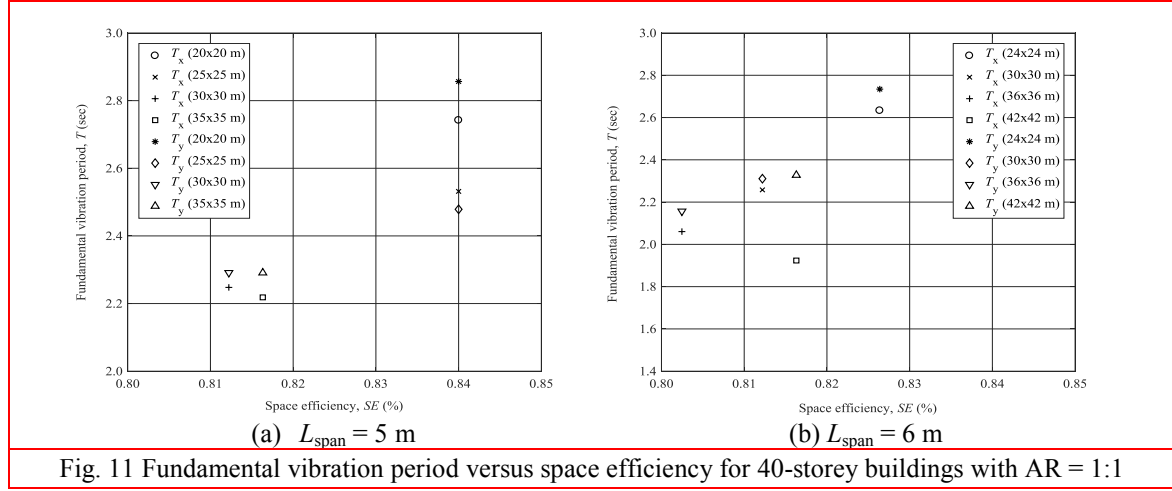 3.0
2.8
2.6
2.4
2.2
2.0
Fundamental vibration period, T (sec)
T_x (20x20 m)
T_x (25x25 m)
T_x (30x30 m)
T_x (35x35 m)
T_y (20x20 m)
T_y (25x25 m)
T_y (30x30 m)
T_y (35x35 m)
0.80 0.81 0.82 0.83 0.84 0.85
Space efficiency, SE (%)
(a) L_span = 5 m
3.0
2.8
2.6
2.4
2.2
2.0
1.8
1.6
1.4
Fundamental vibration period, T (sec)
T_x (24x24 m)
T_x (30x30 m)
T_x (36x36 m)
T_x (42x42 m)
T_y (24x24 m)
T_y (30x30 m)
T_y (36x36 m)
T_y (42x42 m)
0.80 0.81 0.82 0.83 0.84 0.85
Space efficiency, SE (%)
(b) L_span = 6 m
Fig. 11 Fundamental vibration period versus space efficiency for 40-storey buildings with AR = 1:1